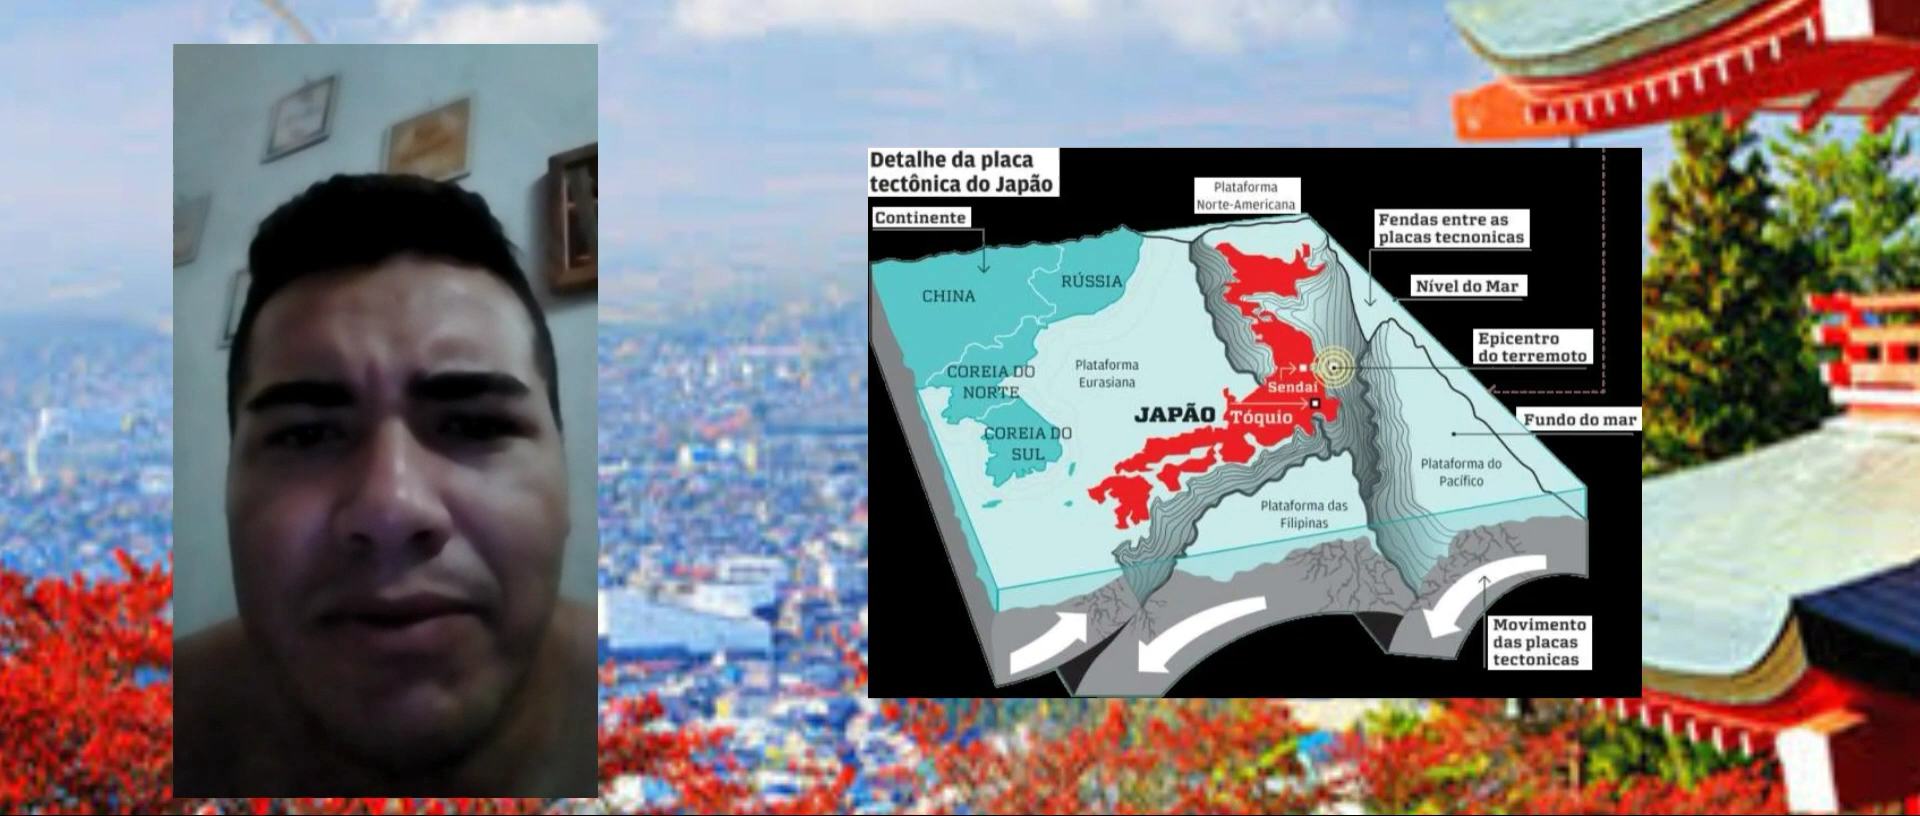 Detalhe da placa
tectônica do Japão
Continente
Plataforma
Norte-Americana
Fendas entre as
placas tecnonicas
Nível do Mar
Epicentro
do terremoto
Fundo do mar
CHINA
RÚSSIA
COREIA DO
NORTE
COREIA DO
SUL
Plataforma
Eurasiana
JAPÃO
Sendai
Tóquio
Plataforma do
Pacífico
Plataforma das
Filipinas
Movimento
das placas
tectonicas